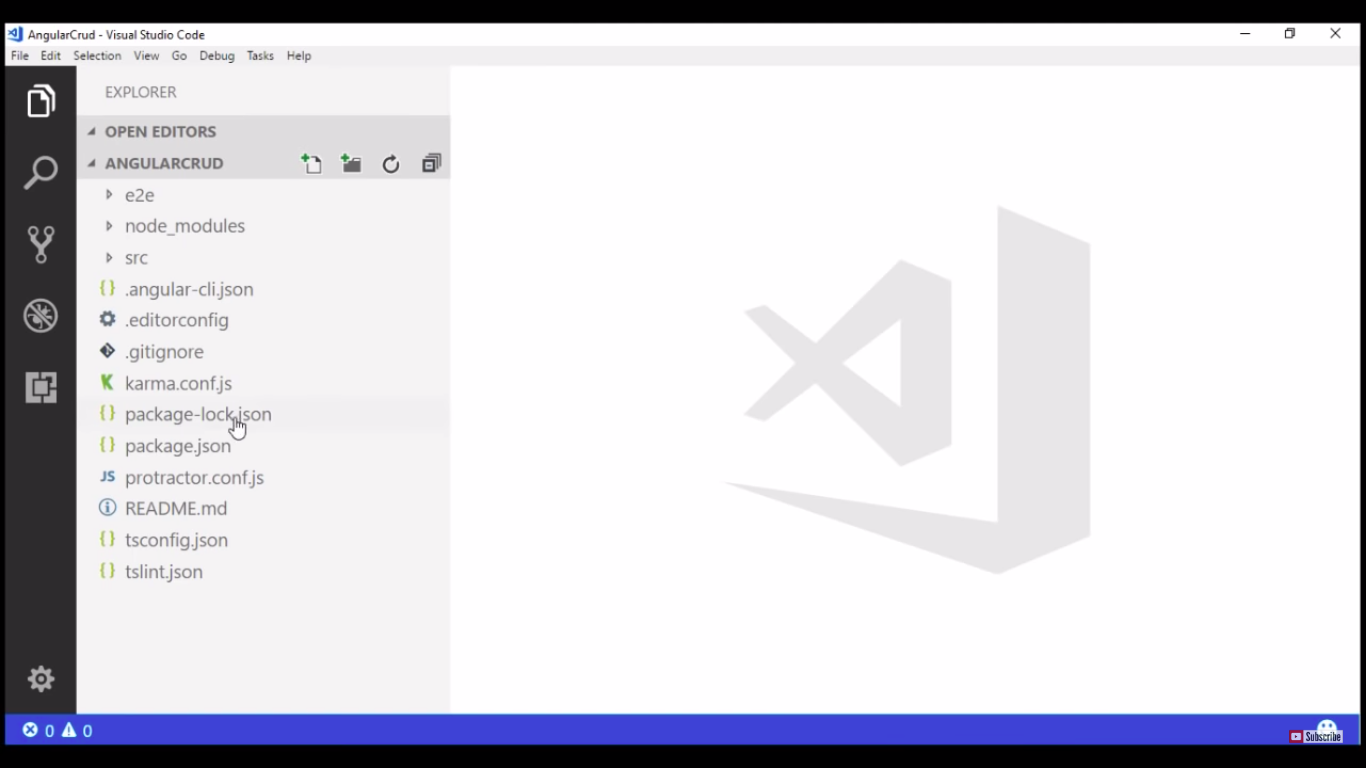 AngularCrud - Visual Studio Code
File Edit Selection View Go Debug Tasks Help
EXPLORER
OPEN EDITORS
ANGULARCRUD
e2e
node_modules
src
{} .angular-cli.json
.editorconfig
.gitignore
K karma.conf.js
{} package-lock.json
{} package.json
JS protractor.conf.js
README.md
{} tsconfig.json
{} tslint.json
0 0
Subscribe